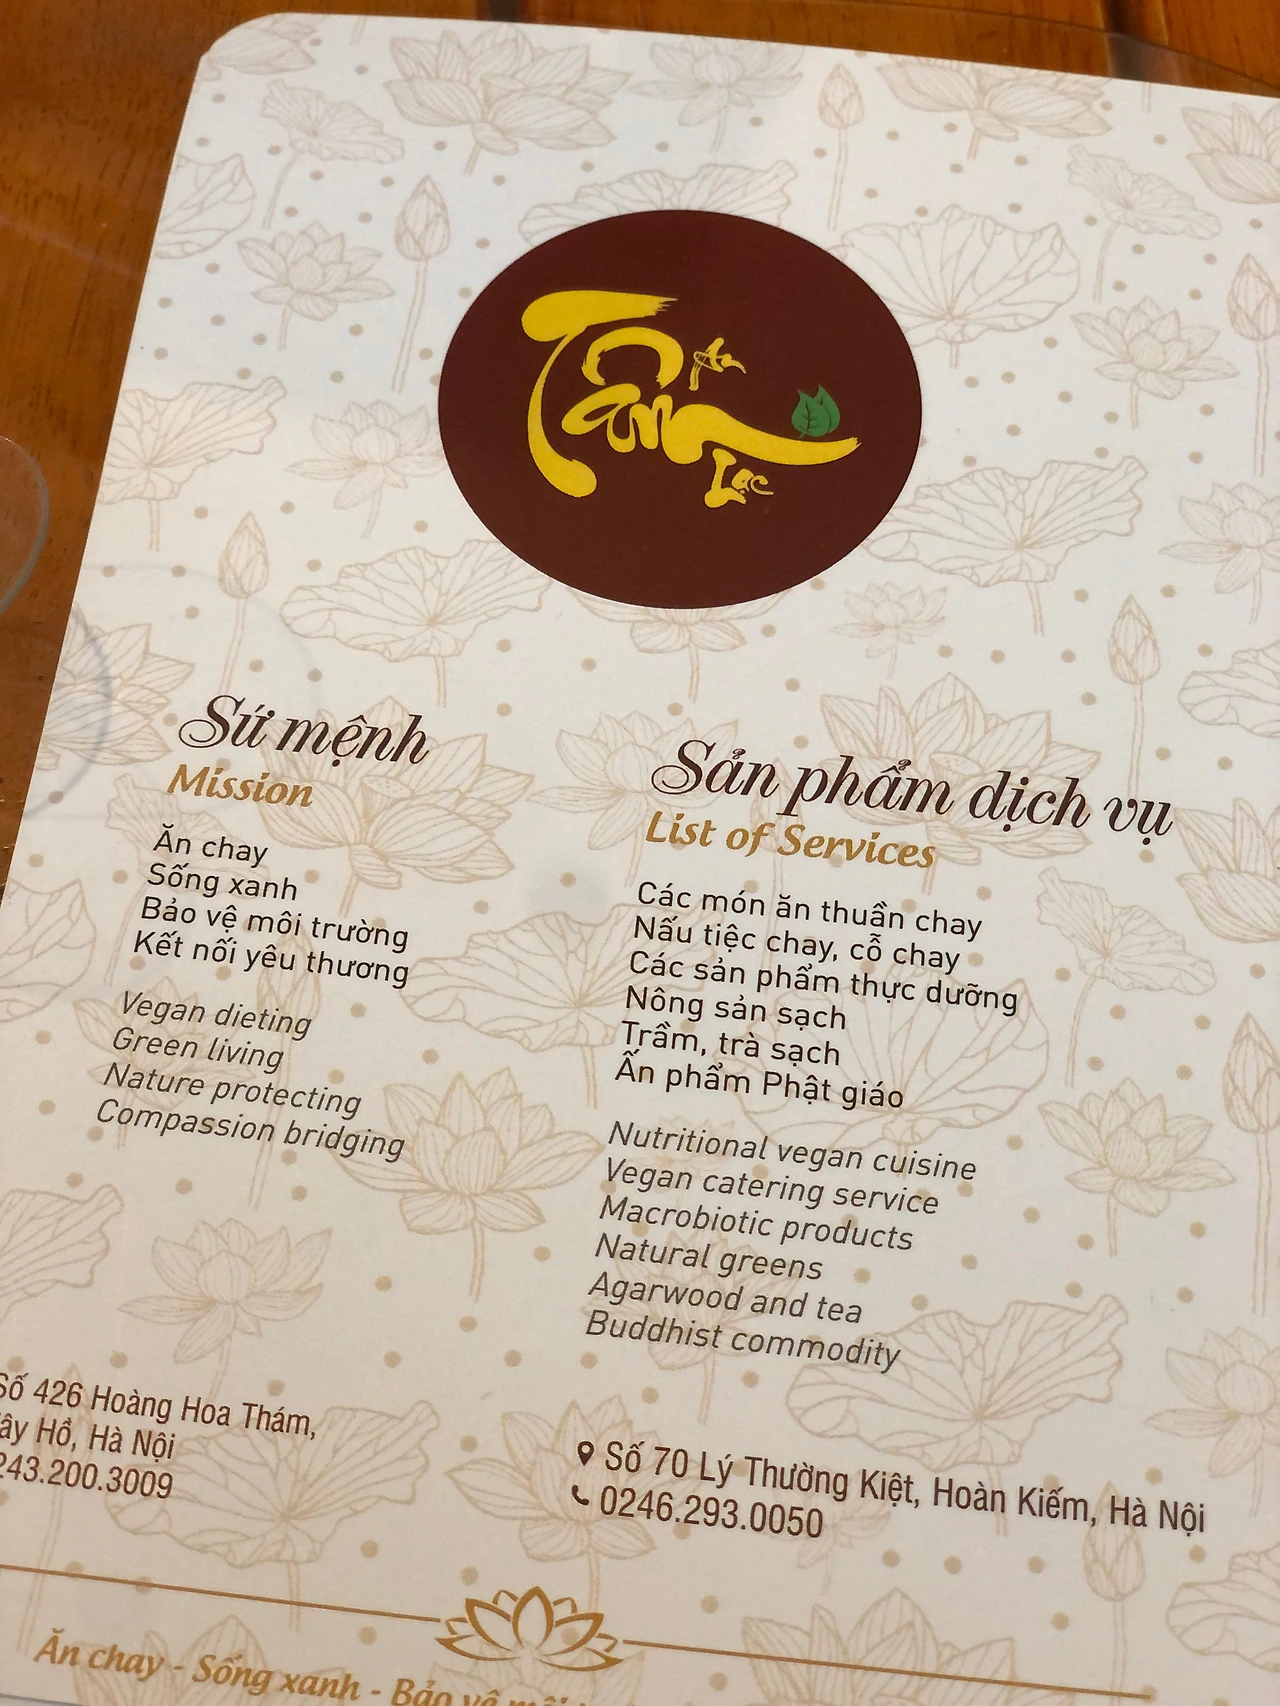 Tâm
An
Lạc
Sứ mệnh
Mission
Ăn chay
Sống xanh
Bảo vệ môi trường
Kết nối yêu thương
Vegan dieting
Green living
Nature protecting
Compassion bridging
Sản phẩm dịch vụ
List of Services
Các món ăn thuần chay
Nấu tiệc chay, cỗ chay
Các sản phẩm thực dưỡng
Nông sản sạch
Trầm, trà sạch
Ấn phẩm Phật giáo
Nutritional vegan cuisine
Vegan catering service
Macrobiotic products
Natural greens
Agarwood and tea
Buddhist commodity
Số 426 Hoàng Hoa Thám,
ây Hồ, Hà Nội
243.200.3009
Số 70 Lý Thường Kiệt, Hoàn Kiếm, Hà Nội
0246.293.0050
Ăn chay - Sống xanh - Bảo vệ